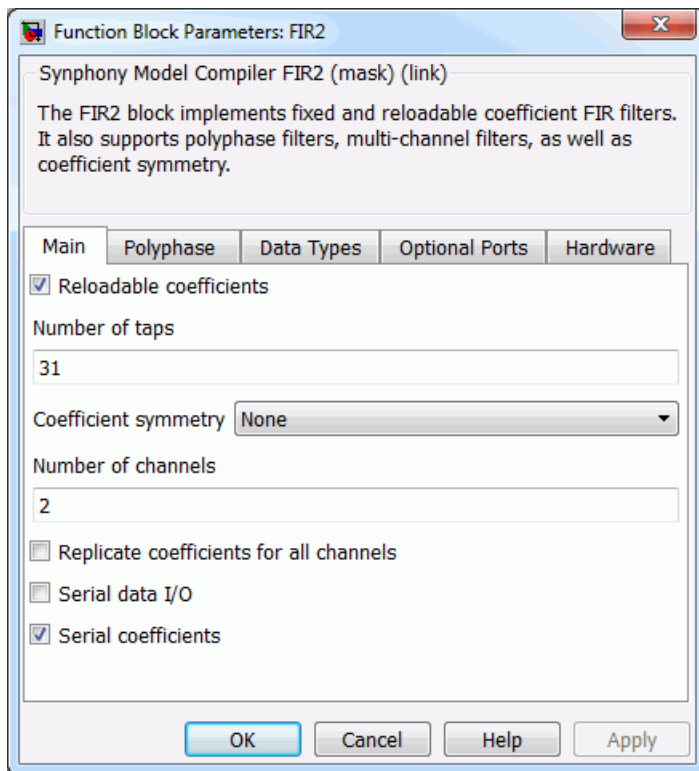 Function Block Parameters: FIR2
Synphony Model Compiler FIR2 (mask) (link)
The FIR2 block implements fixed and reloadable coefficient FIR filters.
It also supports polyphase filters, multi-channel filters, as well as
coefficient symmetry.
Main Polyphase Data Types Optional Ports Hardware
Reloadable coefficients
Number of taps
31
Coefficient symmetry None
Number of channels
2
Replicate coefficients for all channels
Serial data I/O
Serial coefficients
OK Cancel Help Apply